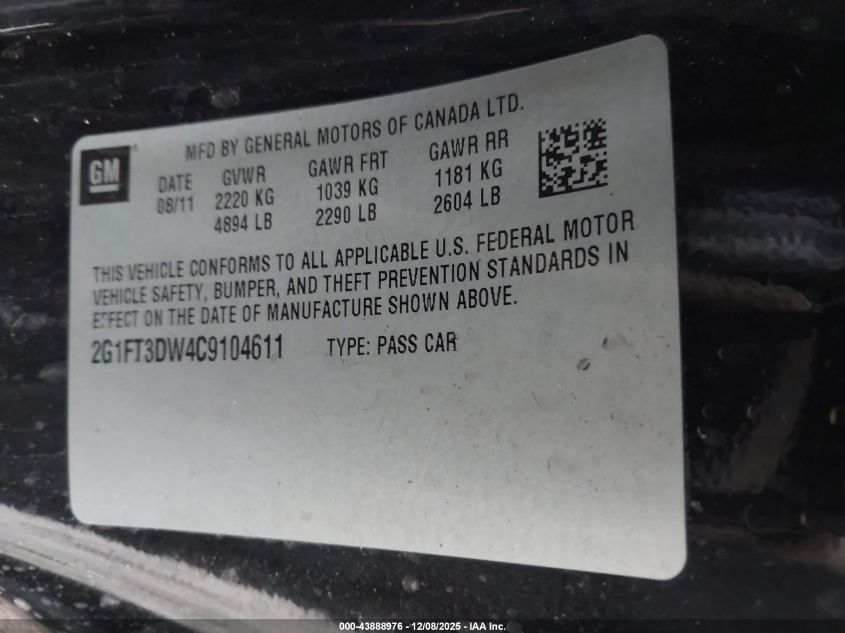 MFD BY GENERAL MOTORS OF CANADA LTD.
GM
DATE GVWR GAWR FRT GAWR RR
08/11 2220 KG 1039 KG 1181 KG
4894 LB 2290 LB 2604 LB
THIS VEHICLE CONFORMS TO ALL APPLICABLE U.S. FEDERAL MOTOR
VEHICLE SAFETY, BUMPER, AND THEFT PREVENTION STANDARDS IN
EFFECT ON THE DATE OF MANUFACTURE SHOWN ABOVE.
2G1FT3DW4C9104611 TYPE: PASS CAR
000-43888976 - 12/08/2025 - IAA Inc.